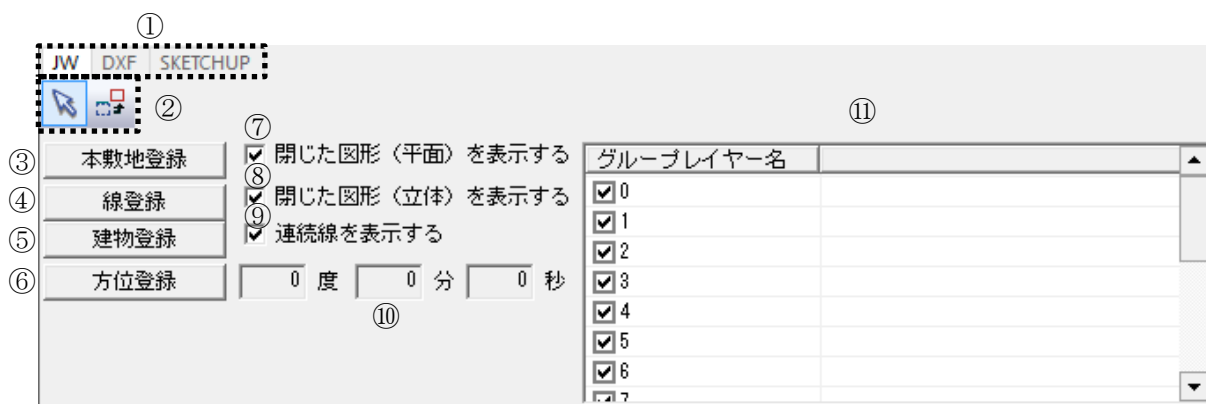 ①
JW DXF SKETCHUP
②
⑪
⑦
③ 本敷地登録 閉じた図形（平面）を表示する グループレイヤー名
⑧
④ 線登録 閉じた図形（立体）を表示する 0
⑨
1
⑤ 建物登録 連続線を表示する
2
⑥ 方位登録 0 度 0 分 0 秒 3
⑩
4
5
6
7